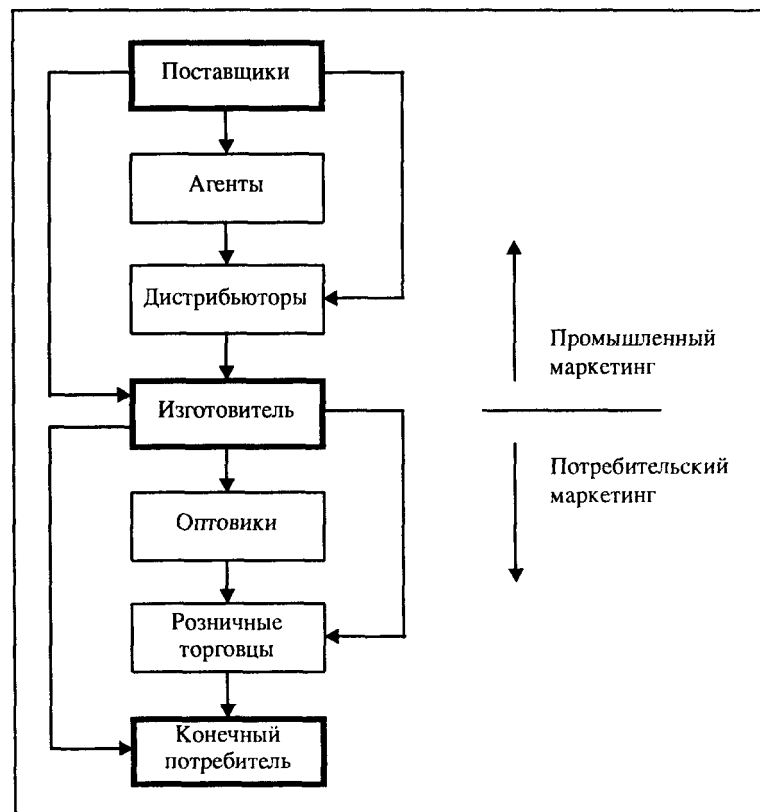 Поставщики
Агенты
Дистрибьюторы
Промышленный
маркетинг
Изготовитель
Потребительский
маркетинг
Оптовики
Розничные
торговцы
Конечный
потребитель